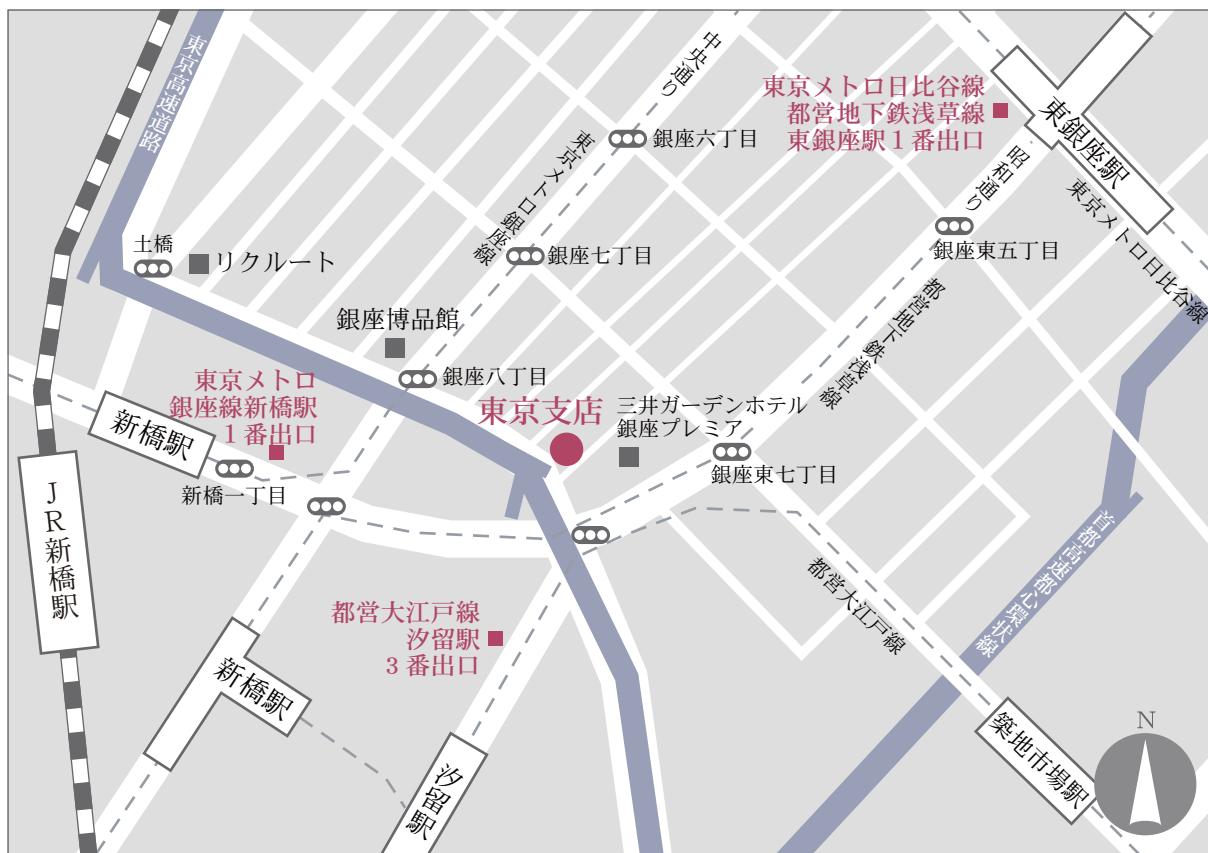 東京高速道路
中央り通
東京メトロ日比谷線
都営地下鉄浅草線
東銀座駅1番出口
東銀座駅
東京メトロ日比谷線
昭和通り
銀座六丁目
東京メトロ銀座線
銀座七丁目
銀座東五丁目
土橋
リクルート
銀座博品館
銀座八丁目
都営地下鉄浅草線
東京メトロ
銀座線新橋駅
1番出口
東京支店
三井ガーデンホテル
銀座プレミア
新橋駅
新橋一丁目
銀座東七丁目
JR新橋駅
首都高速都心環状線
都営大江戸線
都営大江戸線
汐留駅
3番出口
新橋駅
汐留駅
築地市場駅
N